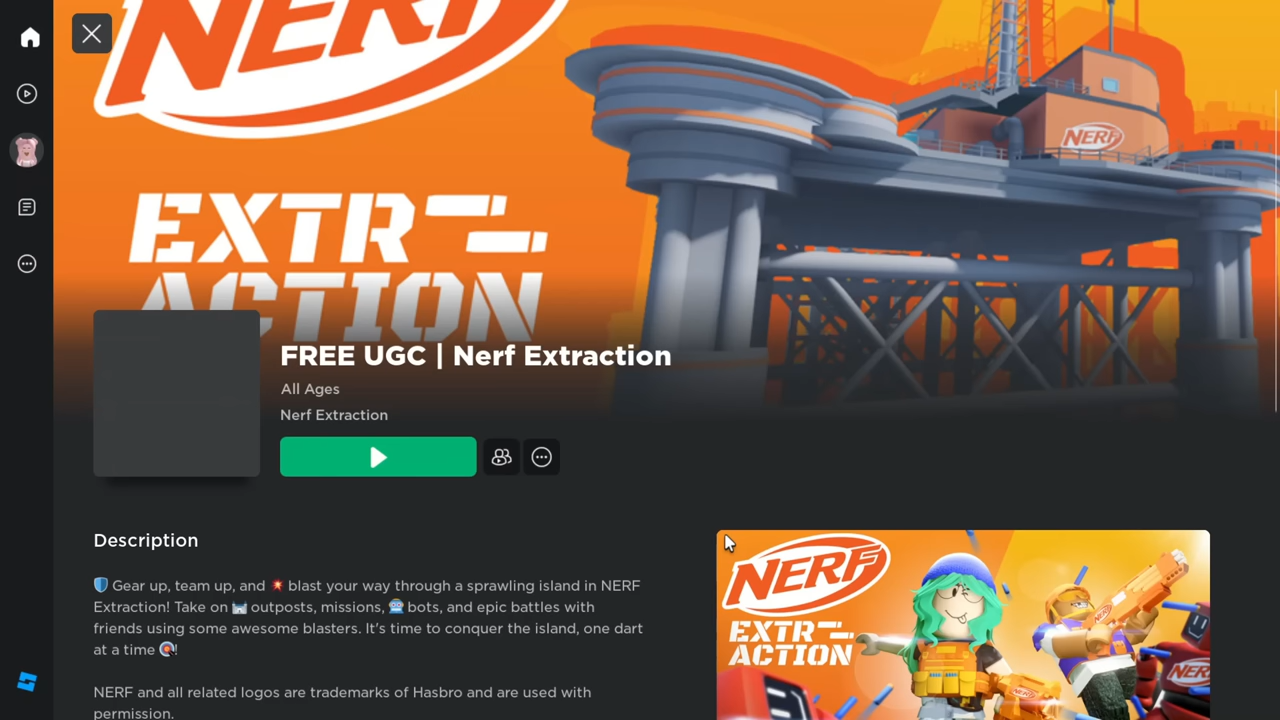 NERF
NERF
EXTR
ACTION
FREE UGC | Nerf Extraction
All Ages
Nerf Extraction
Description
Gear up, team up, and blast your way through a sprawling island in NERF
Extraction! Take on outposts, missions, bots, and epic battles with
friends using some awesome blasters. It's time to conquer the island, one dart
at a time !
NERF and all related logos are trademarks of Hasbro and are used with
permission.
NERF
EXTR
ACTION
NERF
NERF